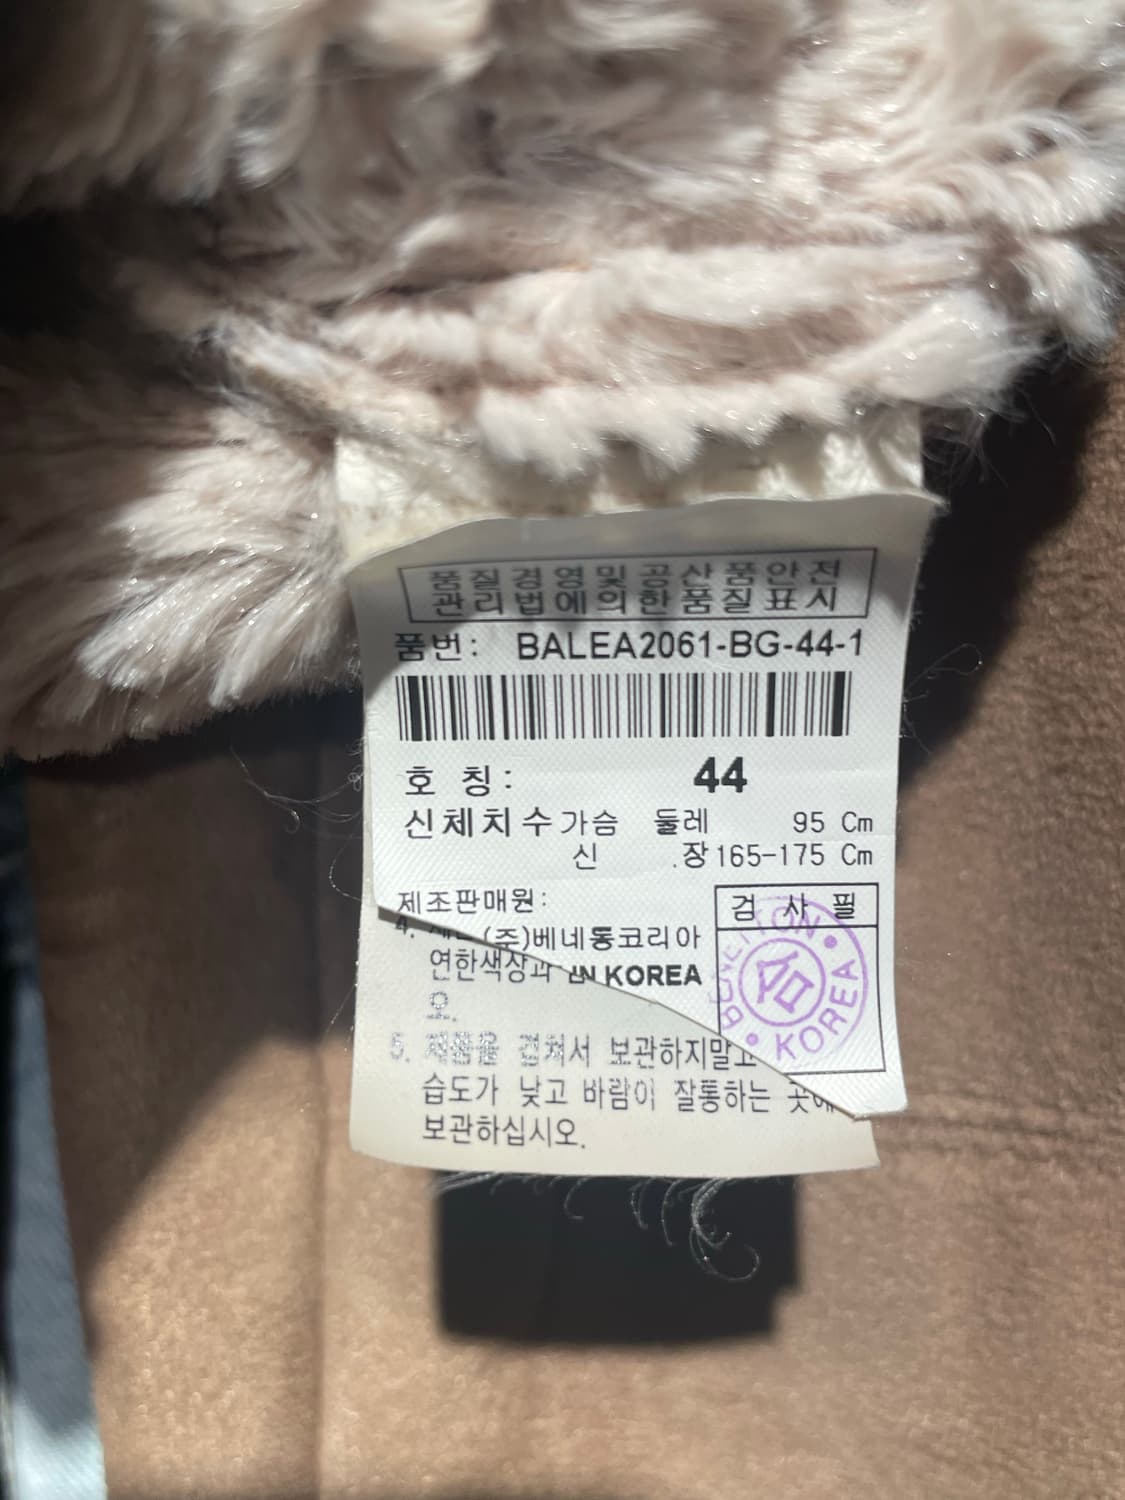 품질경영및공산품안전
관리법에의한품질표시
품번: BALEA2061-BG-44-1
호 칭: 44
신체치수 가슴 둘레 95 Cm
신 장 165-175 Cm
제조판매원:
(주)베네통코리아
IN KOREA
검 사 필
BENETTON KOREA
합
4.
연한색상과
오.
5. 제품을 겹쳐서 보관하지말고
습도가 낮고 바람이 잘통하는 곳에
보관하십시오.